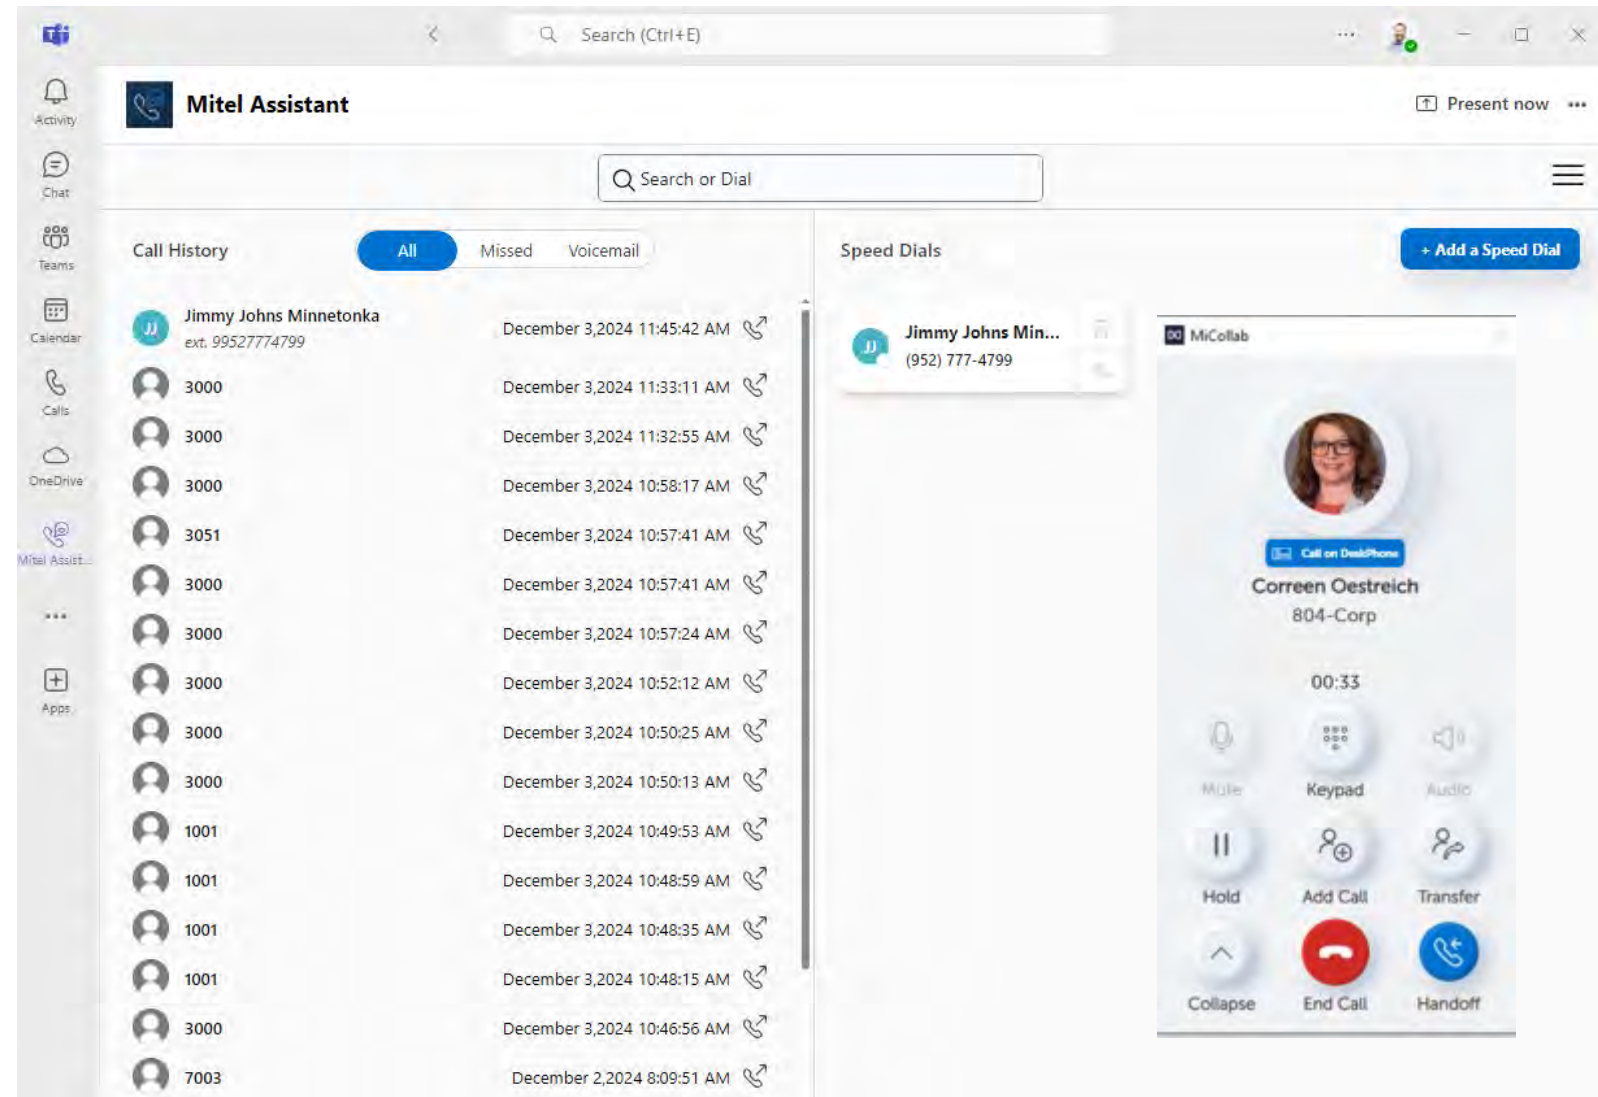 Search (Ctrl+E)
Activity
Mitel Assistant
Present now
Chat
Search or Dial
Teams
Call History
All
Missed
Voicemail
Speed Dials
+ Add a Speed Dial
Calendar
Calls
OneDrive
Mitel Assist...
Apps
JJ
Jimmy Johns Minnetonka
ext. 99527774799
December 3,2024 11:45:42 AM
3000
December 3,2024 11:33:11 AM
3000
December 3,2024 11:32:55 AM
3000
December 3,2024 10:58:17 AM
3051
December 3,2024 10:57:41 AM
3000
December 3,2024 10:57:41 AM
3000
December 3,2024 10:57:24 AM
3000
December 3,2024 10:52:12 AM
3000
December 3,2024 10:50:25 AM
3000
December 3,2024 10:50:13 AM
1001
December 3,2024 10:49:53 AM
1001
December 3,2024 10:48:59 AM
1001
December 3,2024 10:48:35 AM
1001
December 3,2024 10:48:15 AM
3000
December 3,2024 10:46:56 AM
7003
December 2,2024 8:09:51 AM
JJ
Jimmy Johns Min...
(952) 777-4799
MiCollab
Call on DeskPhone
Correen Oestreich
804-Corp
00:33
Mute
Keypad
Audio
Hold
Add Call
Transfer
Collapse
End Call
Handoff